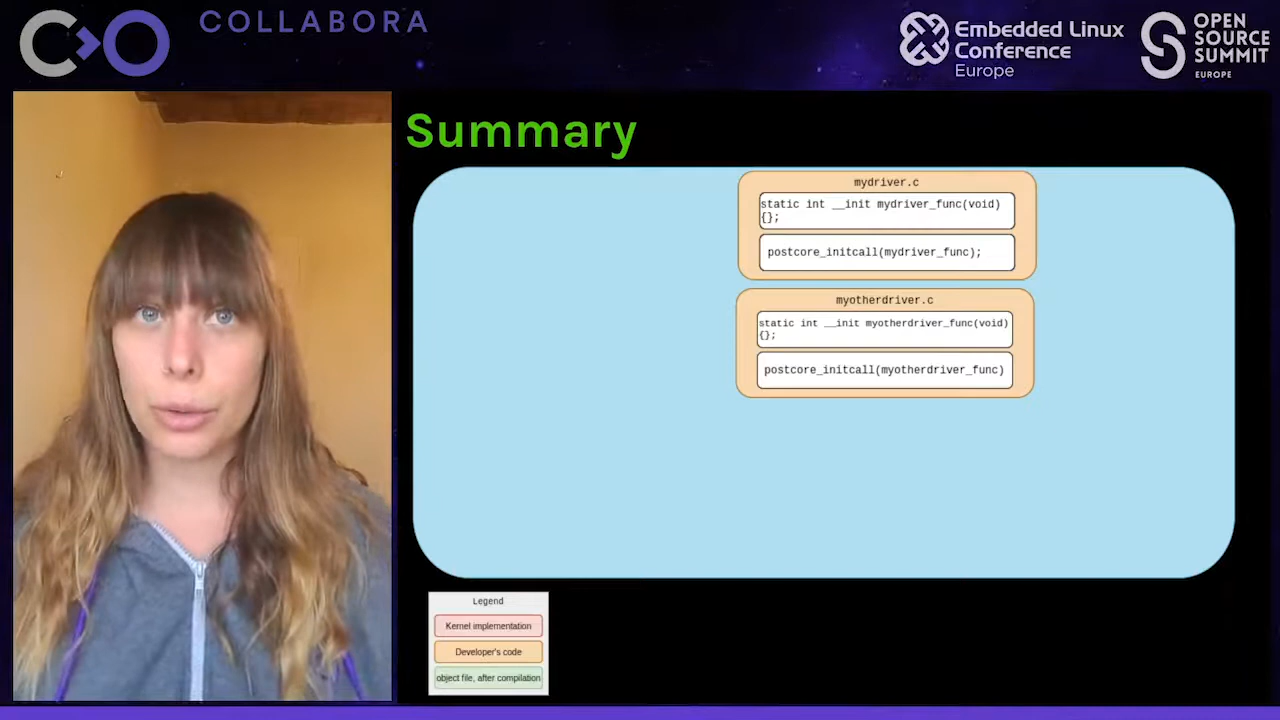 COLLABORA
Embedded Linux
Conference
Europe
OPEN
SOURCE
SUMMIT
EUROPE
Summary
mydriver.c
static int __init mydriver_func(void)
{};
postcore_initcall(mydriver_func);
myotherdriver.c
static int __init myotherdriver_func(void)
{};
postcore_initcall(myotherdriver_func)
Legend
Kernel implementation
Developer's code
object file, after compilation